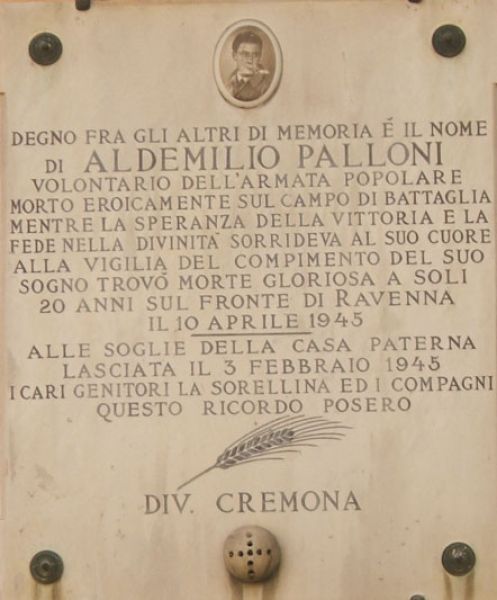 DEGNO FRA GLI ALTRI DI MEMORIA É IL NOME
DI ALDEMILIO PALLONI
VOLONTARIO DELL'ARMATA POPOLARE
MORTO EROICAMENTE SUL CAMPO DI BATTAGLIA
MENTRE LA SPERANZA DELLA VITTORIA E LA
FEDE NELLA DIVINITÀ SORRIDEVA AL SUO CUORE
ALLA VIGILIA DEL COMPIMENTO DEL SUO
SOGNO TROVÒ MORTE GLORIOSA A SOLI
20 ANNI SUL FRONTE DI RAVENNA
IL 10 APRILE 1945
ALLE SOGLIE DELLA CASA PATERNA
LASCIATA IL 3 FEBBRAIO 1945
I CARI GENITORI LA SORELLINA ED I COMPAGNI
QUESTO RICORDO POSERO
DIV. CREMONA